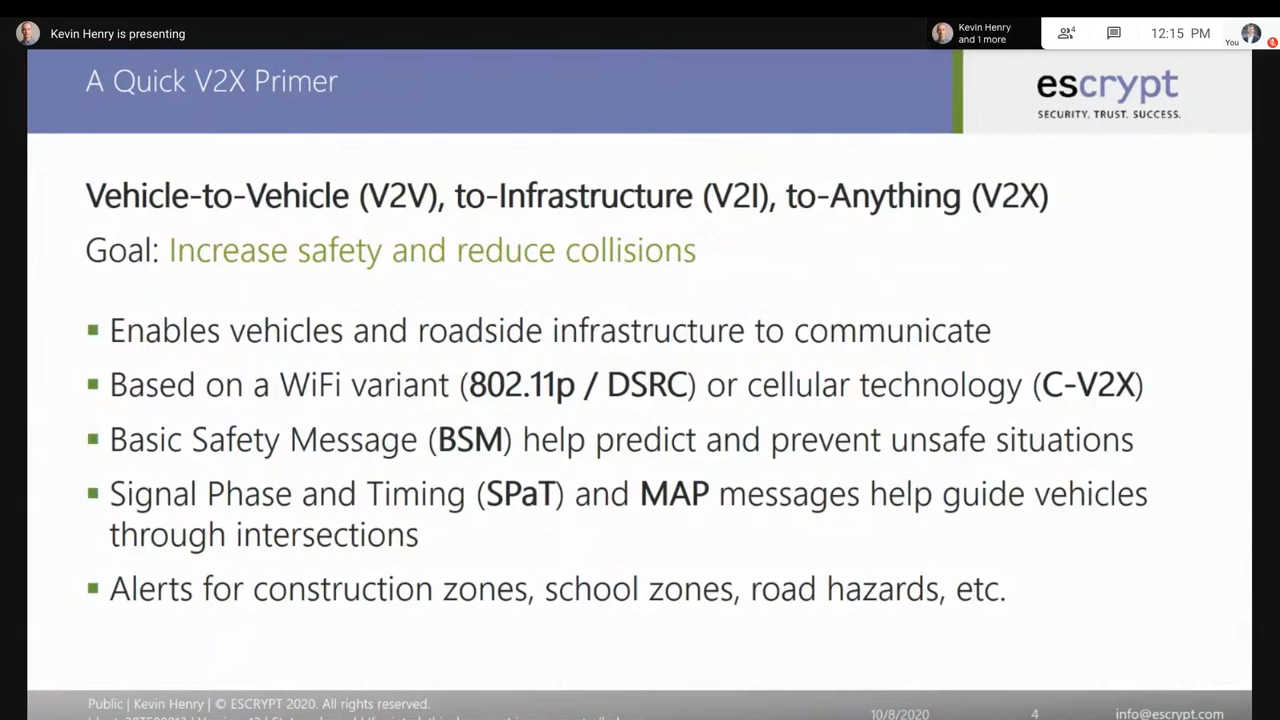 Kevin Henry is presenting
Kevin Henry
and 1 more
4
12:15 PM
You
A Quick V2X Primer
escrypt
SECURITY. TRUST. SUCCESS.
Vehicle-to-Vehicle (V2V), to-Infrastructure (V2I), to-Anything (V2X)
Goal: Increase safety and reduce collisions
▪ Enables vehicles and roadside infrastructure to communicate
▪ Based on a WiFi variant (802.11p / DSRC) or cellular technology (C-V2X)
▪ Basic Safety Message (BSM) help predict and prevent unsafe situations
▪ Signal Phase and Timing (SPaT) and MAP messages help guide vehicles
through intersections
▪ Alerts for construction zones, school zones, road hazards, etc.
Public | Kevin Henry | © ESCRYPT 2020. All rights reserved.
10/8/2020
4
info@escrypt.com